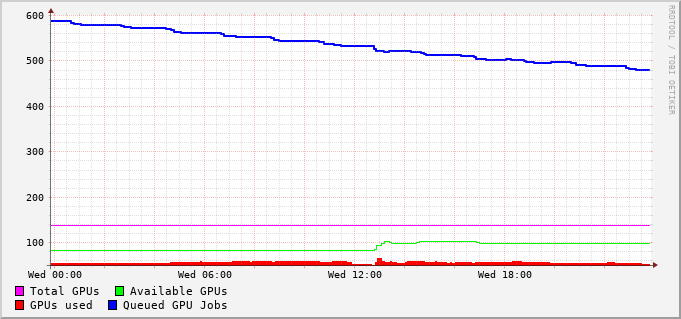 600
500
400
300
200
100
Wed 00:00 Wed 06:00 Wed 12:00 Wed 18:00
Total GPUs Available GPUs
GPUs used Queued GPU Jobs
RRDTOOL / TOBI OETIKER